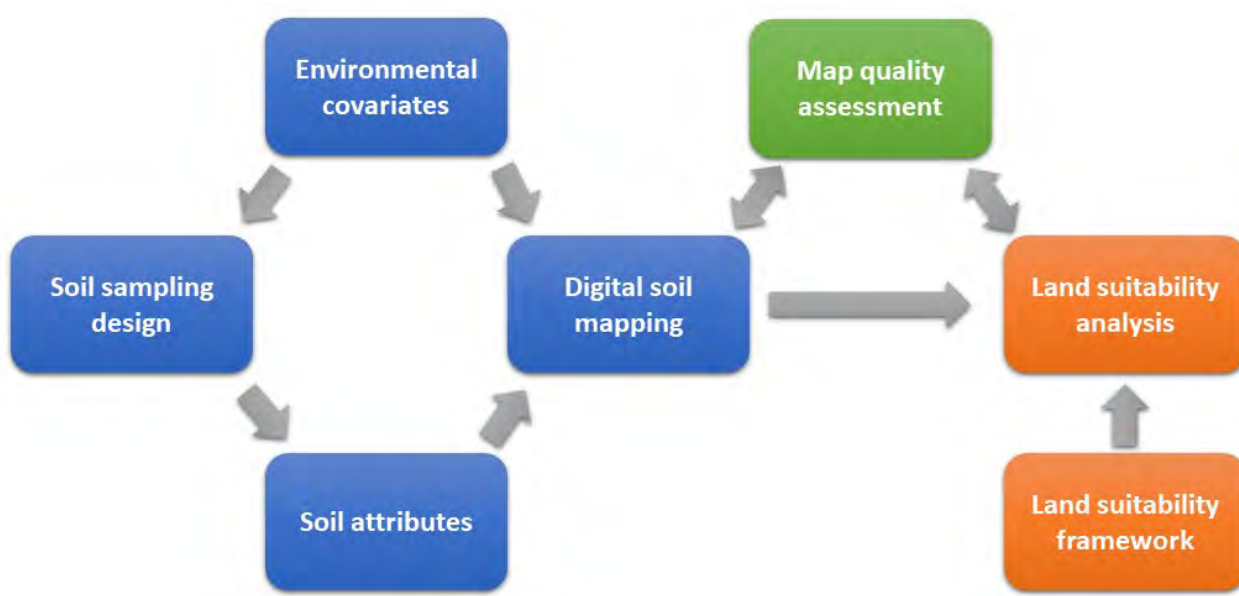 Environmental
covariates
Map quality
assessment
Soil sampling
design
Digital soil
mapping
Land suitability
analysis
Soil attributes
Land suitability
framework